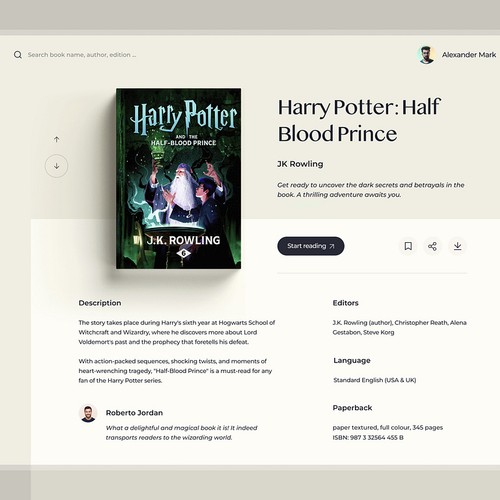 Search book name, author, edition ...
Alexander Mark
Harry Potter
AND THE
HALF-BLOOD PRINCE
J.K. ROWLING
6
Harry Potter: Half
Blood Prince
JK Rowling
Get ready to uncover the dark secrets and betrayals in the
book. A thrilling adventure awaits you.
Start reading
Description
The story takes place during Harry's sixth year at Hogwarts School of
Witchcraft and Wizardry, where he discovers more about Lord
Voldemort's past and the prophecy that foretells his defeat.
With action-packed sequences, shocking twists, and moments of
heart-wrenching tragedy, "Half-Blood Prince" is a must-read for any
fan of the Harry Potter series.
Roberto Jordan
What a delightful and magical book it is! It indeed
transports readers to the wizarding world.
Editors
J.K. Rowling (author), Christopher Reath, Alena
Gestabon, Steve Korg
Language
Standard English (USA & UK)
Paperback
paper textured, full colour, 345 pages
ISBN: 987 3 32564 455 B